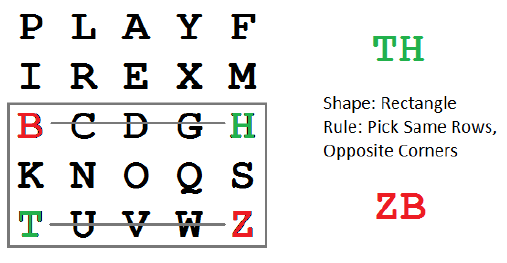 P L A Y F
I R E X M
B C D G H
K N O Q S
T U V W Z
TH
Shape: Rectangle
Rule: Pick Same Rows,
Opposite Corners
ZB